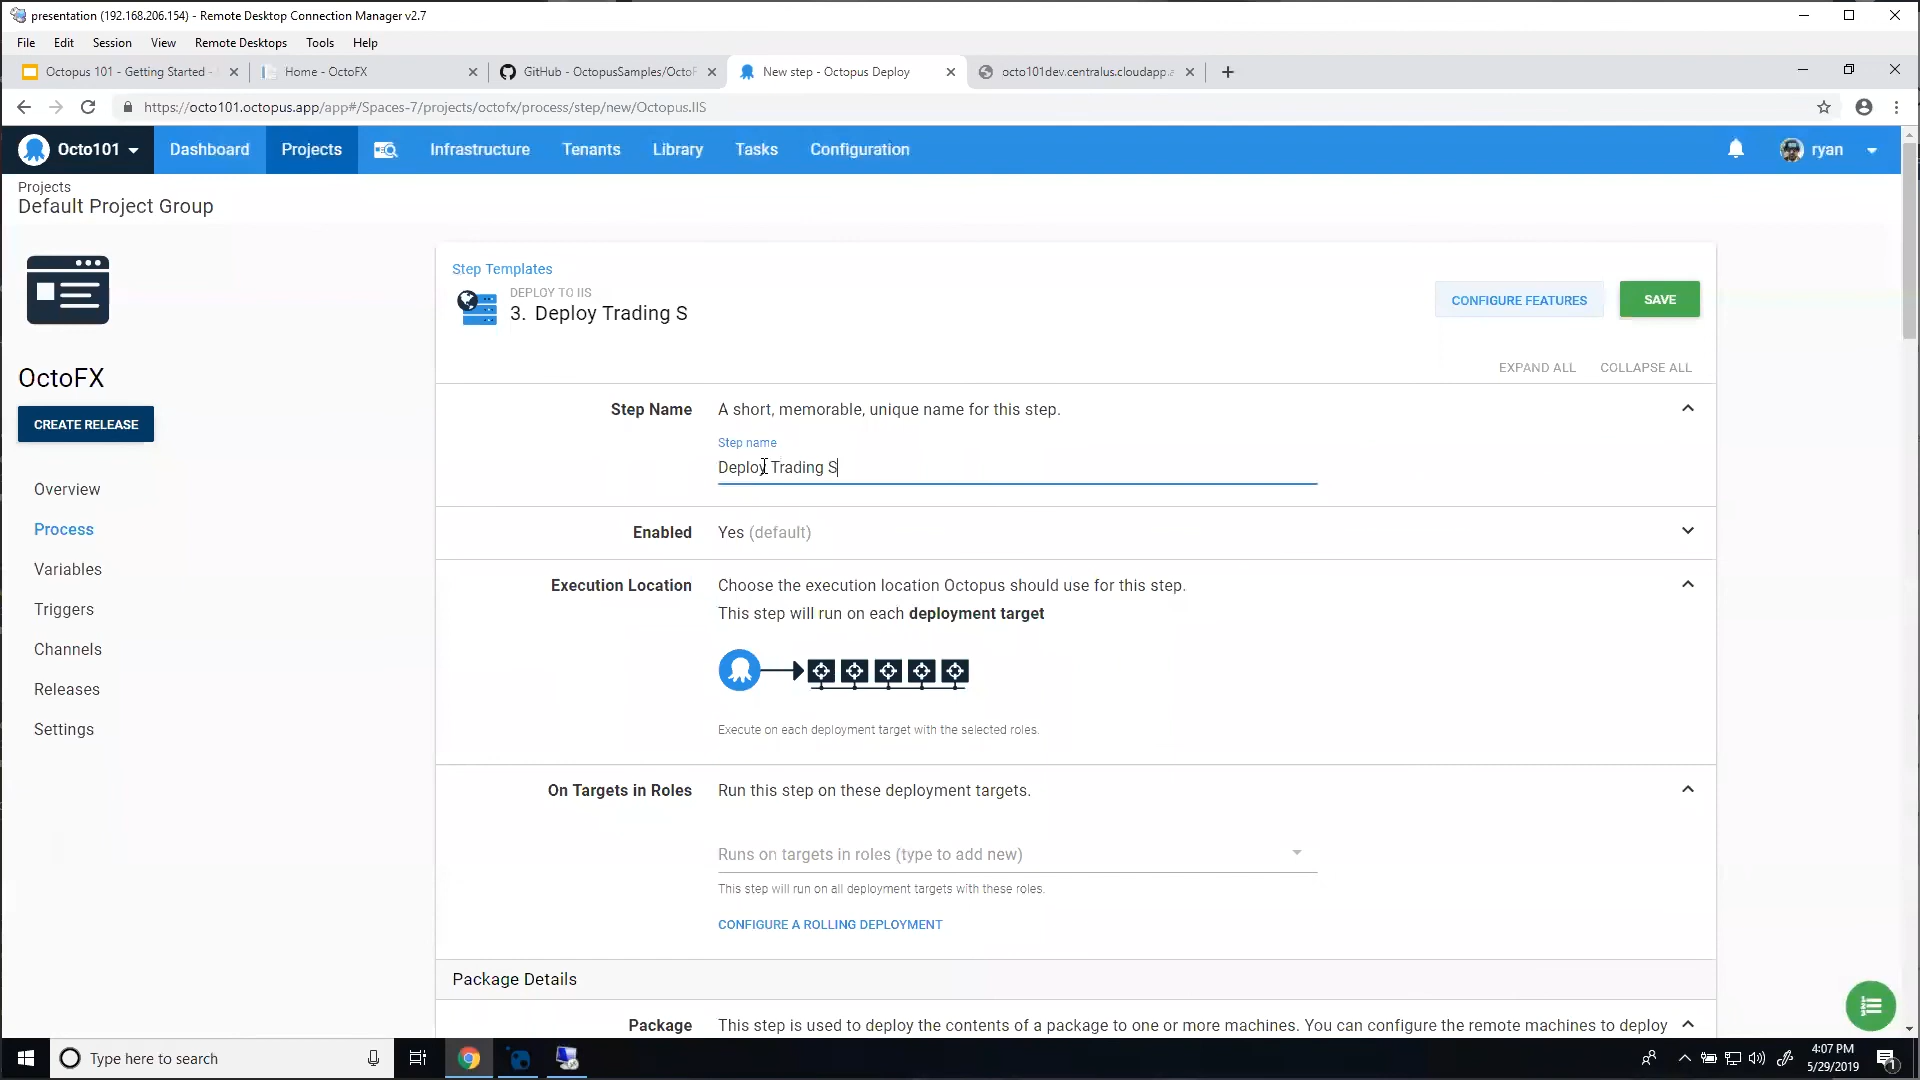 presentation (192.168.206.154) - Remote Desktop Connection Manager v2.7
File Edit Session View Remote Desktops Tools Help
Octopus 101 - Getting Started -
Home - OctoFX
GitHub - OctopusSamples/OctoF
New step - Octopus Deploy
octo101dev.centralus.cloudapp.a
https://octo101.octopus.app/app#/Spaces-7/projects/octofx/process/step/new/Octopus.IIS
Octo101 Dashboard Projects Infrastructure Tenants Library Tasks Configuration ryan
Projects
Default Project Group
OctoFX
CREATE RELEASE
Overview
Process
Variables
Triggers
Channels
Releases
Settings
Step Templates
DEPLOY TO IIS
3. Deploy Trading S
CONFIGURE FEATURES
SAVE
EXPAND ALL COLLAPSE ALL
Step Name A short, memorable, unique name for this step.
Step name
Deploy Trading S
Enabled Yes (default)
Execution Location Choose the execution location Octopus should use for this step.
This step will run on each deployment target
Execute on each deployment target with the selected roles.
On Targets in Roles Run this step on these deployment targets.
Runs on targets in roles (type to add new)
This step will run on all deployment targets with these roles.
CONFIGURE A ROLLING DEPLOYMENT
Package Details
Package This step is used to deploy the contents of a package to one or more machines. You can configure the remote machines to deploy
Type here to search
4:07 PM
5/29/2019
1